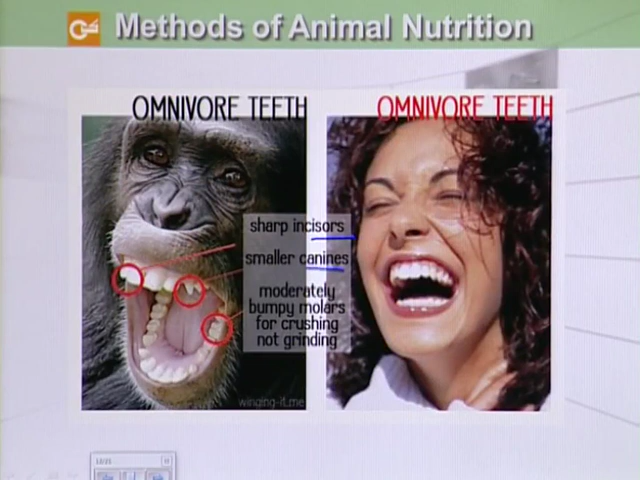 Methods of Animal Nutrition
OMNIVORE TEETH
OMNIVORE TEETH
sharp incisors
smaller canines
moderately
bumpy molars
for crushing
not grinding
winging-it.me